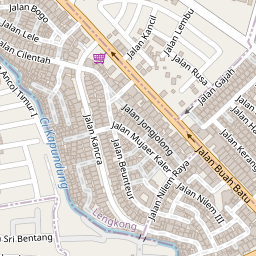 Jalan Bogo
Jalan Lele
Jalan Cilentah
Jalan Kancil
Jalan Lembu
Jalan Rusa
Jalan Gajah
Ancol Timur I
Ci Kapundung
Jalan Kancra
Jalan Beunteur
Jalan Mujaer Kaler
Jalan Jongjolong
Jalan Nilem Raya
Jalan Nilem III
Jalan Buah Batu
Jalan
Lengkong
Sri Bentang